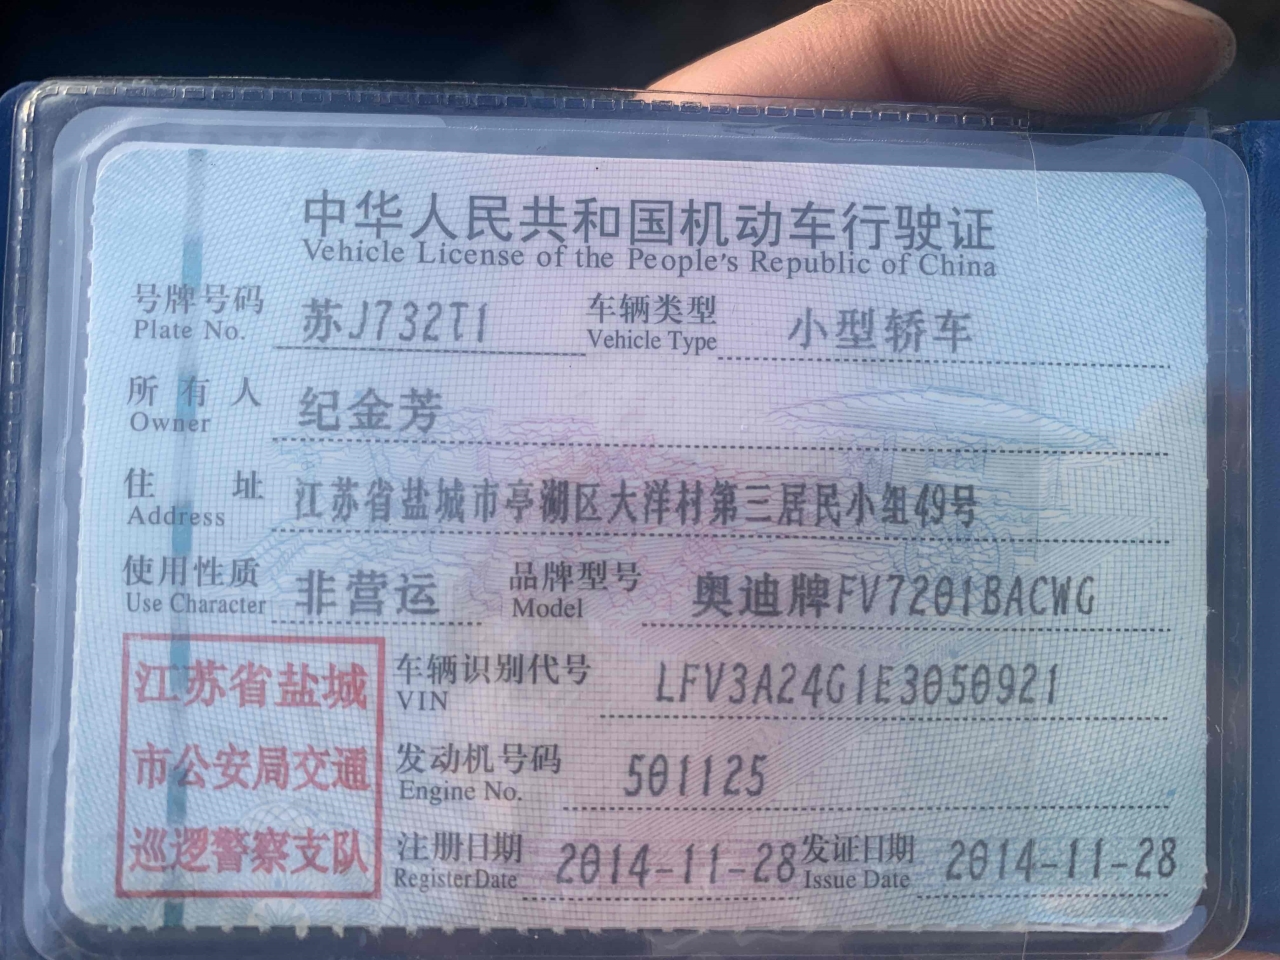 中华人民共和国机动车行驶证
Vehicle License of the People's Republic of China
号牌号码 苏J732T1 车辆类型 小型轿车
Plate No. Vehicle Type
所有人 纪金芳
Owner
住址 江苏省盐城市亭湖区大洋村第三居民小组49号
Address
使用性质 非营运 品牌型号 奥迪牌FV7201BACWG
Use Character Model
江苏省盐城
市公安局交通
巡逻警察支队
车辆识别代号 LFV3A24G1E3050921
VIN
发动机号码 501125
Engine No.
注册日期 2014-11-28 发证日期 2014-11-28
Register Date Issue Date